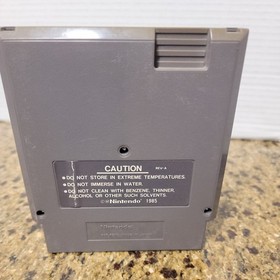 CAUTION REV-A
• DO NOT STORE IN EXTREME TEMPERATURES.
• DO NOT IMMERSE IN WATER.
• DO NOT CLEAN WITH BENZENE, THINNER,
ALCOHOL OR OTHER SUCH SOLVENTS.
©Nintendo 1985
Nintendo